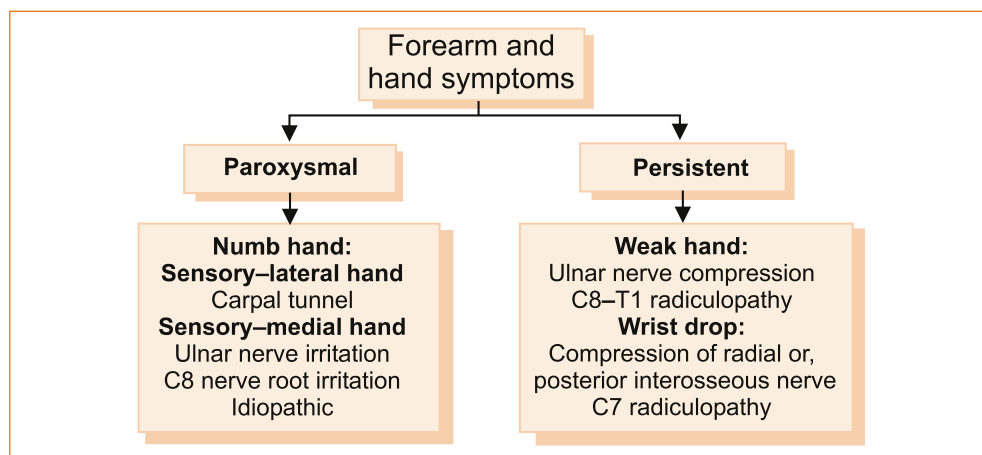 Forearm and
hand symptoms
Paroxysmal
Persistent
Numb hand:
Sensory–lateral hand
Carpal tunnel
Sensory–medial hand
Ulnar nerve irritation
C8 nerve root irritation
Idiopathic
Weak hand:
Ulnar nerve compression
C8–T1 radiculopathy
Wrist drop:
Compression of radial or,
posterior interosseous nerve
C7 radiculopathy